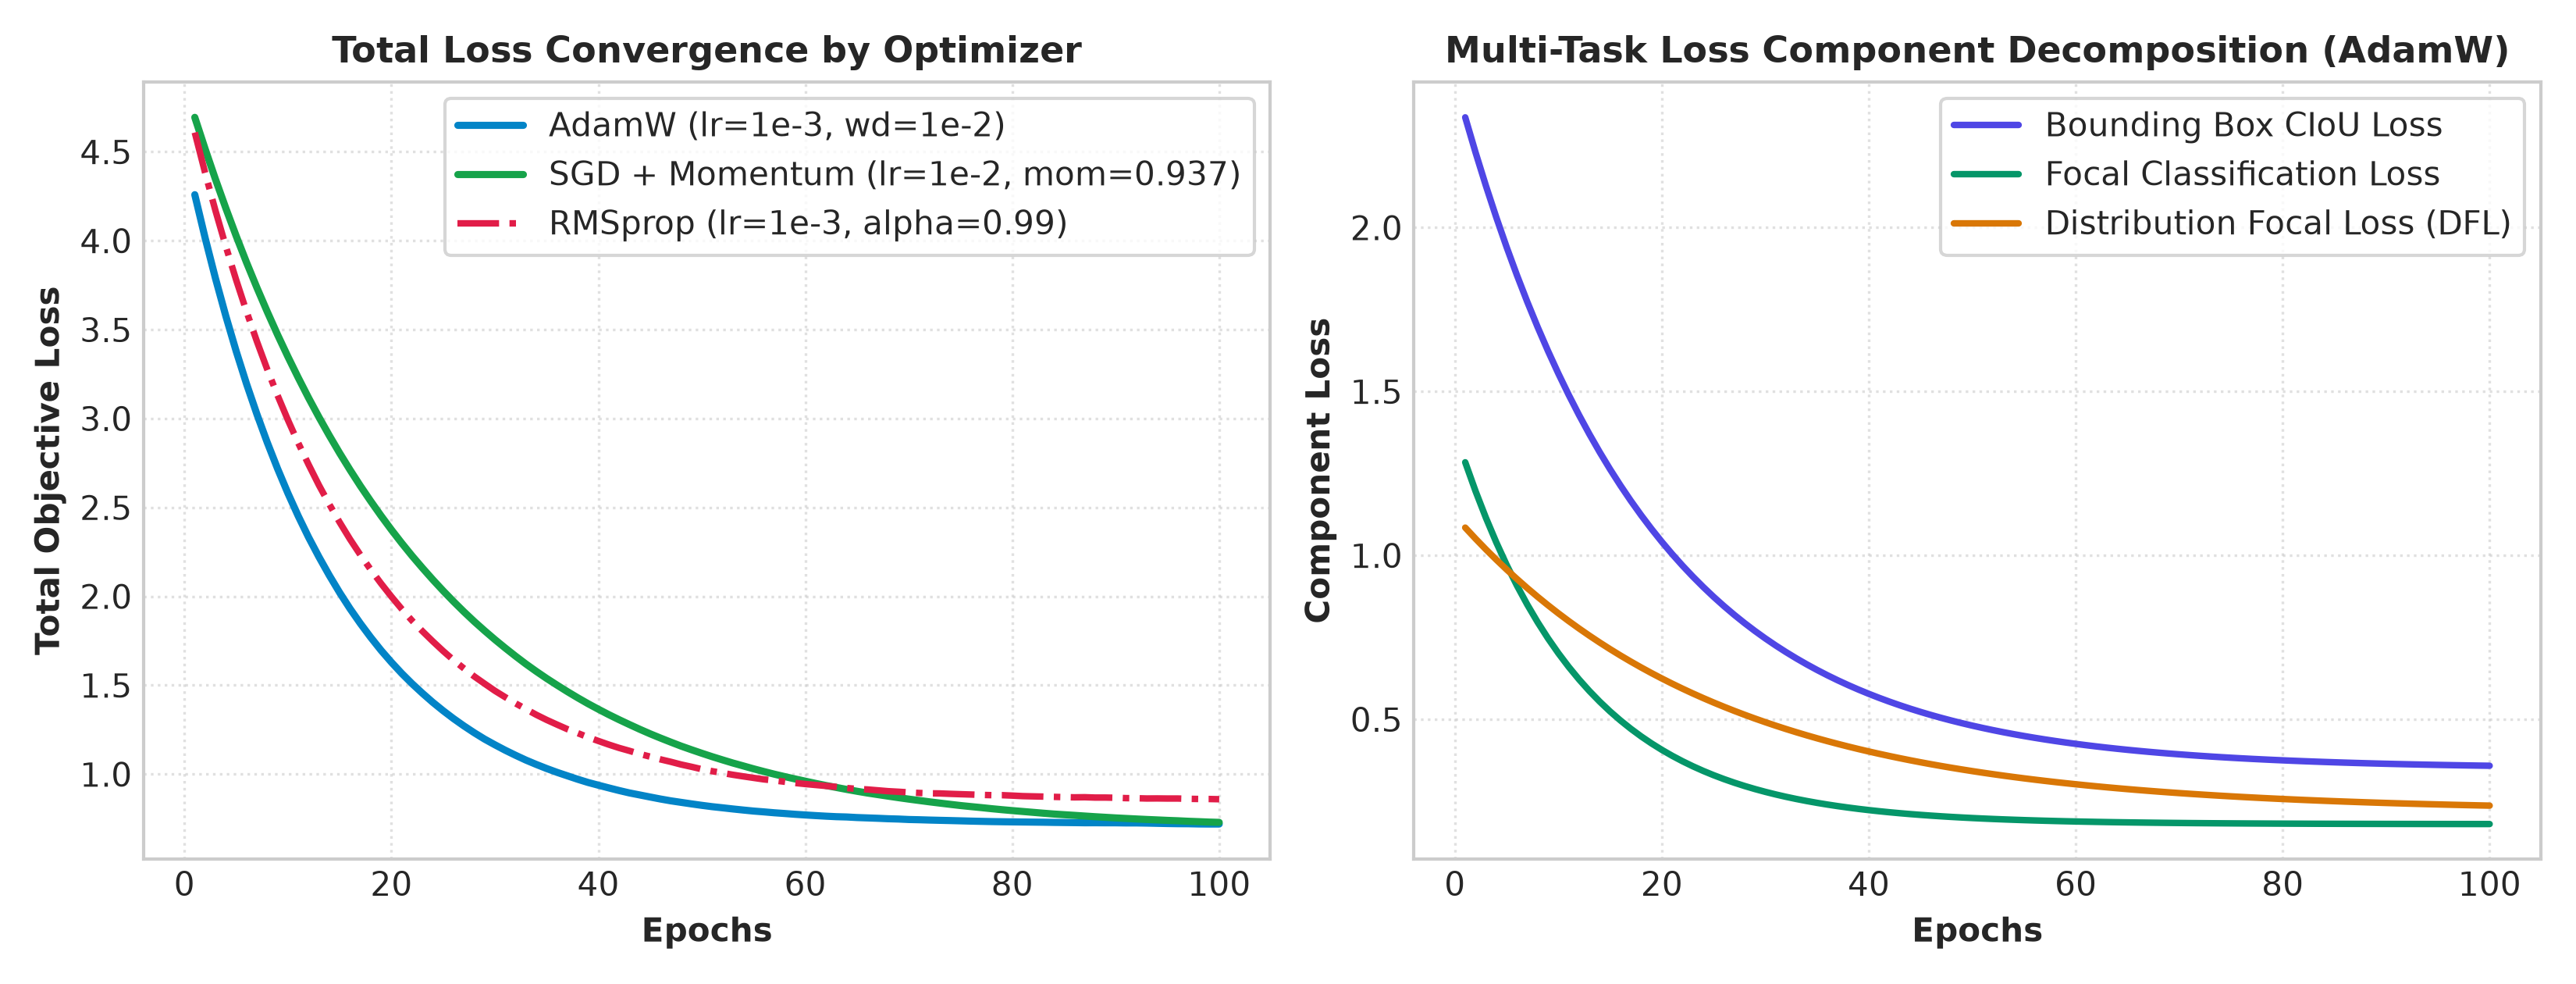 Total Loss Convergence by Optimizer
AdamW (lr=1e-3, wd=1e-2)
SGD + Momentum (lr=1e-2, mom=0.937)
RMSprop (lr=1e-3, alpha=0.99)
Total Objective Loss
4.5
4.0
3.5
3.0
2.5
2.0
1.5
1.0
0 20 40 60 80 100
Epochs
Multi-Task Loss Component Decomposition (AdamW)
Bounding Box CIoU Loss
Focal Classification Loss
Distribution Focal Loss (DFL)
Component Loss
2.0
1.5
1.0
0.5
0 20 40 60 80 100
Epochs